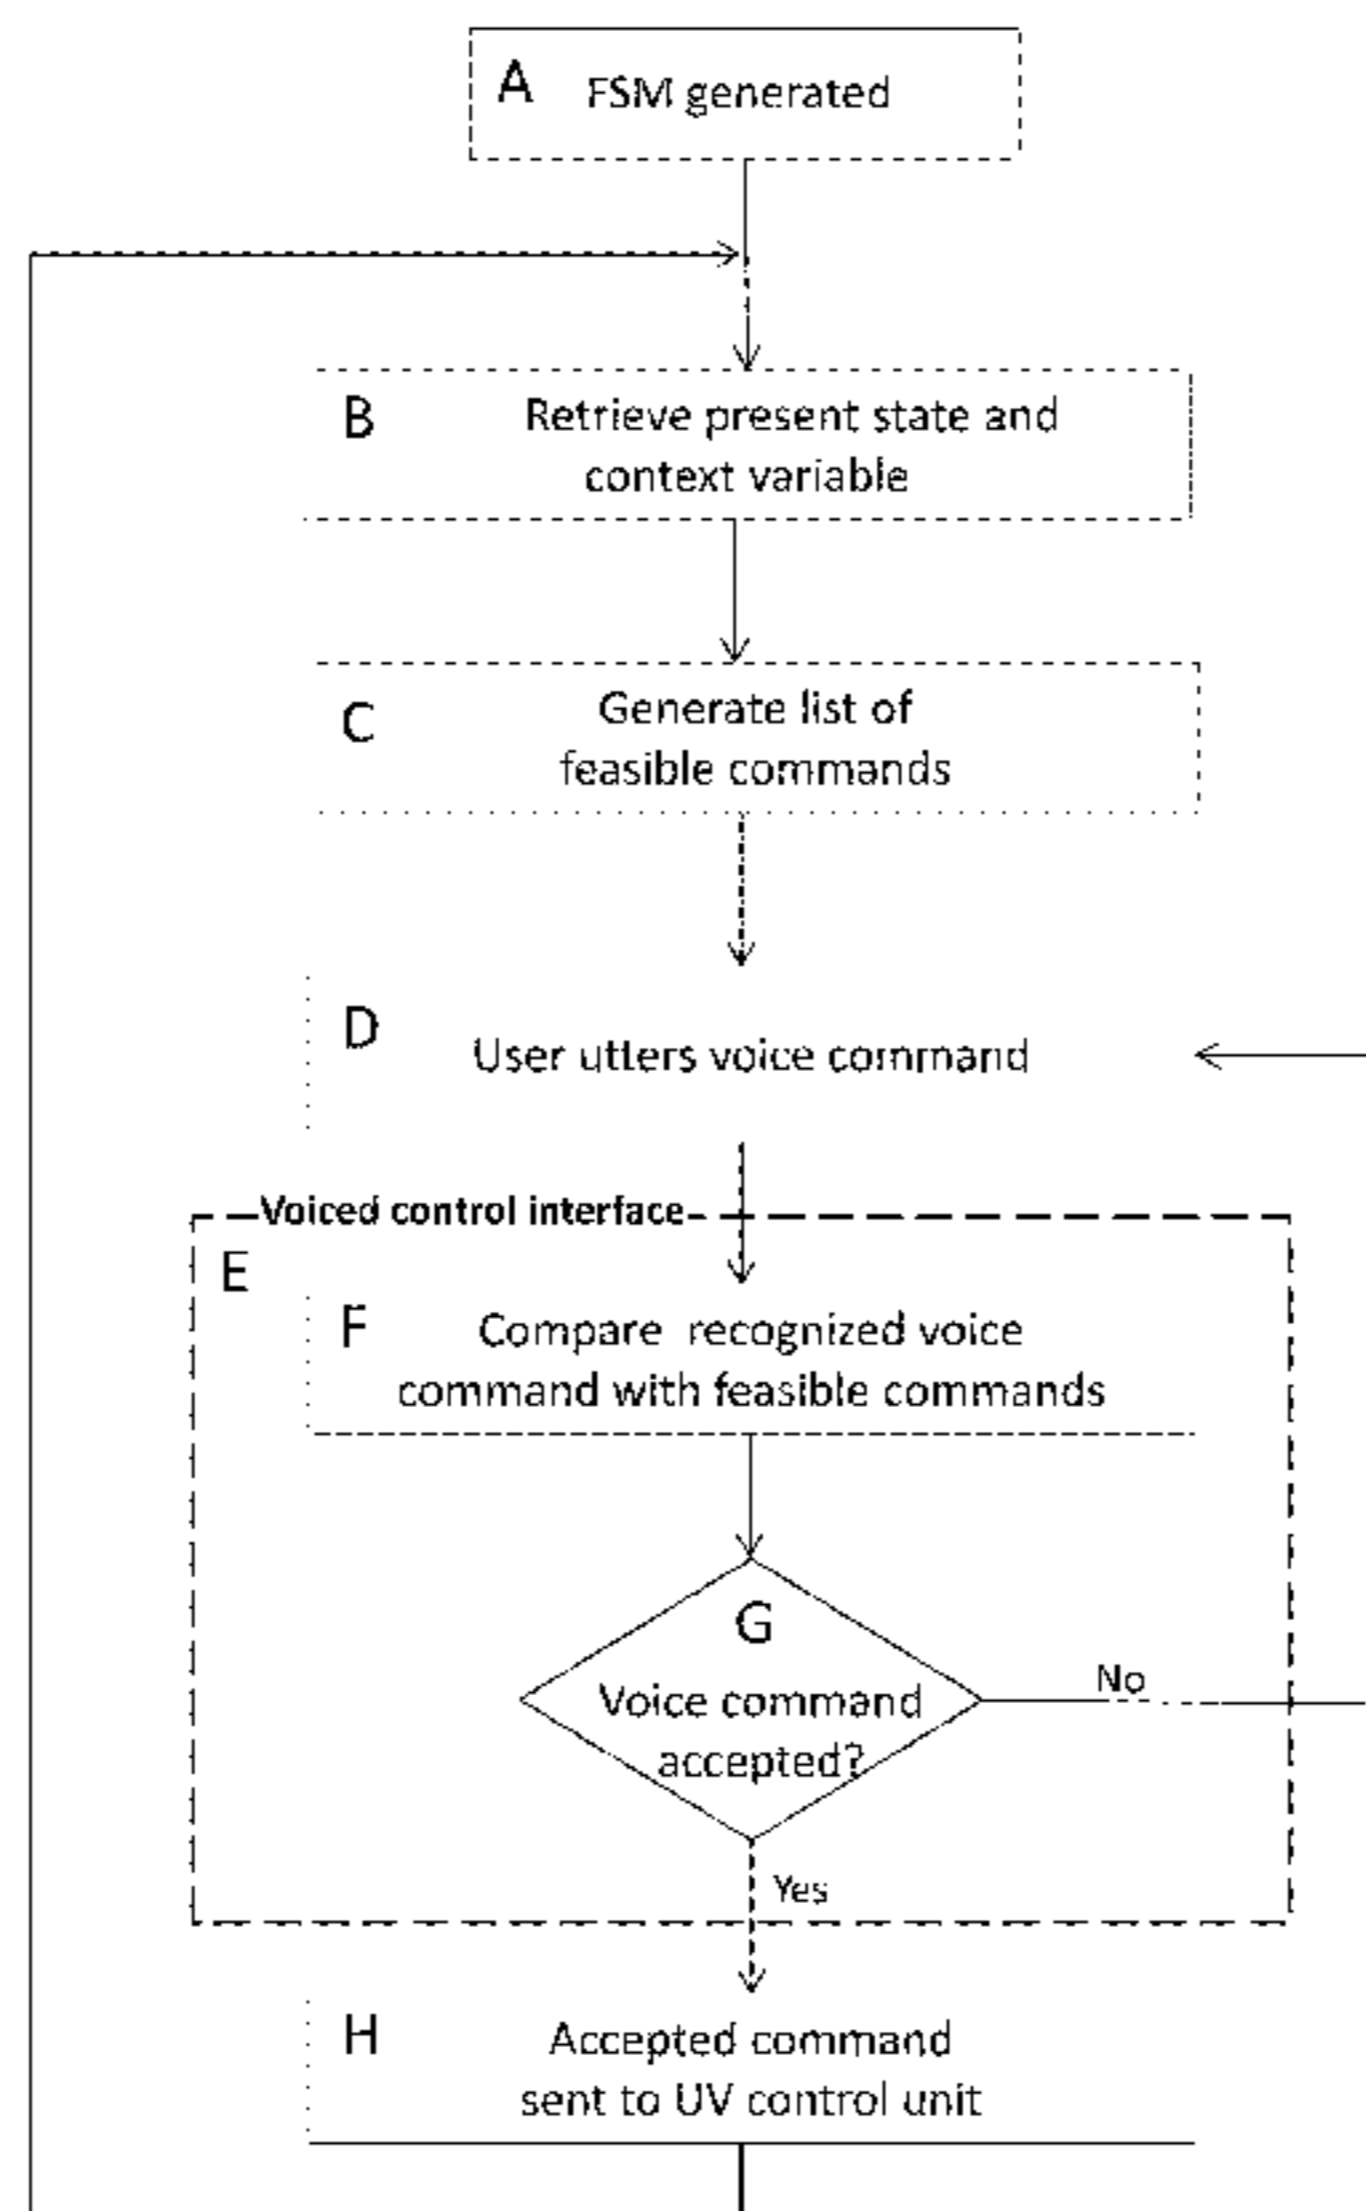 A FSM generated
B Retrieve present state and
context variable
C Generate list of
feasible commands
D User utters voice command
Voiced control interface
E
F Compare recognized voice
command with feasible commands
G
Voice command
accepted?
No
Yes
H Accepted command
sent to UV control unit